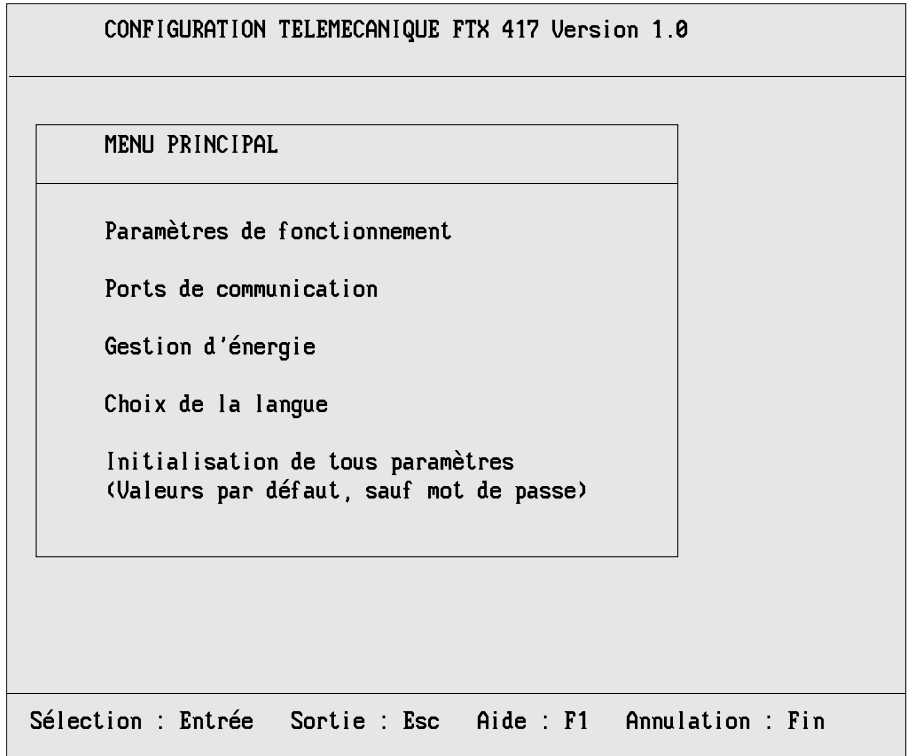 CONFIGURATION TELEMECANIQUE FTX 417 Version 1.0
MENU PRINCIPAL
Paramètres de fonctionnement
Ports de communication
Gestion d'énergie
Choix de la langue
Initialisation de tous paramètres
(Valeurs par défaut, sauf mot de passe)
Sélection : Entrée Sortie : Esc Aide : F1 Annulation : Fin